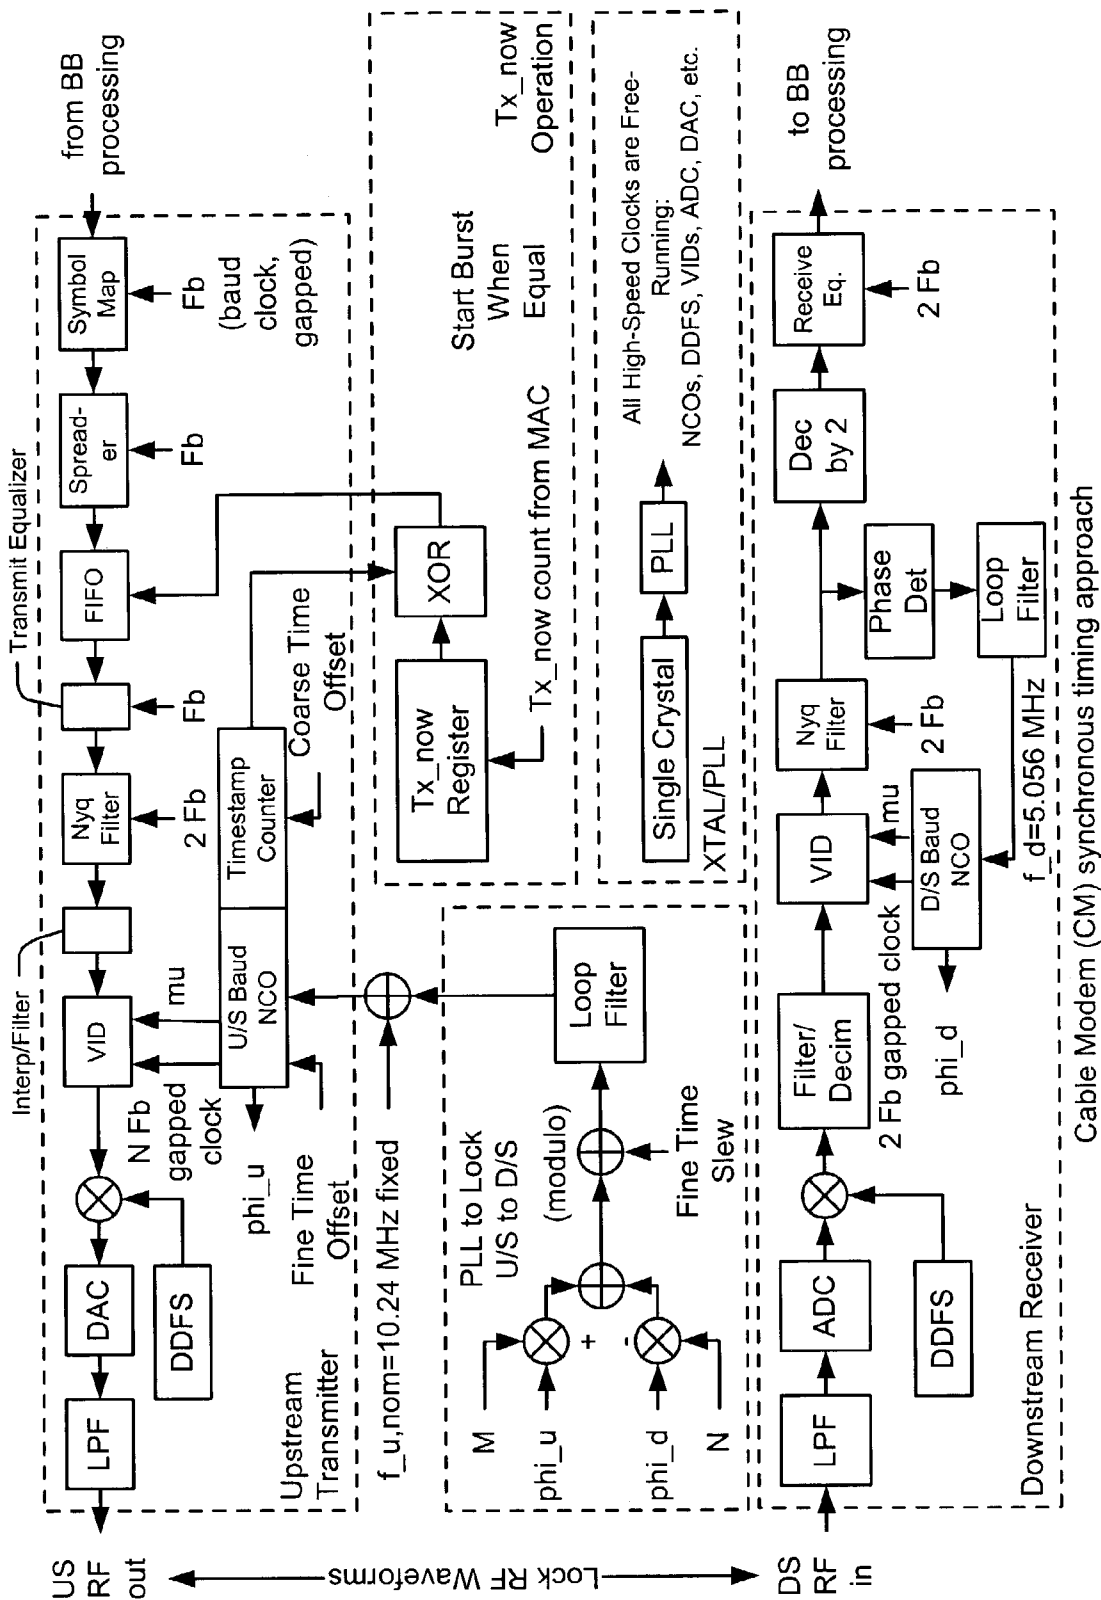 US
RF
out
LPF
DAC
DDFS
N Fb
gapped
clock
VID
mu
Interp/Filter
Nyq
Filter
2 Fb
Transmit Equalizer
Fb
FIFO
Spread-
er
Fb
Symbol
Map
Fb
(baud
clock,
gapped)
from BB
processing
Upstream
Transmitter
phi_u
Fine Time
Offset
U/S Baud
NCO
Timestamp
Counter
Coarse Time
Offset
f_u,nom=10.24 MHz fixed
Lock RF Waveforms
PLL to Lock
U/S to D/S
(modulo)
M
phi_u
+
-
phi_d
N
Fine Time
Slew
Loop
Filter
Tx_now
Register
XOR
Tx_now count from MAC
Start Burst
When
Equal
Tx_now
Operation
XTAL/PLL
Single Crystal
PLL
All High-Speed Clocks are Free-
Running:
NCOs, DDFS, VIDs, ADC, DAC, etc.
DS
RF
in
LPF
ADC
DDFS
Filter/
Decim
2 Fb gapped clock
VID
mu
D/S Baud
NCO
phi_d
Nyq
Filter
2 Fb
Phase
Det
Loop
Filter
f_d=5.056 MHz
Dec
by 2
Receive
Eq.
2 Fb
to BB
processing
Downstream Receiver
Cable Modem (CM) synchronous timing approach